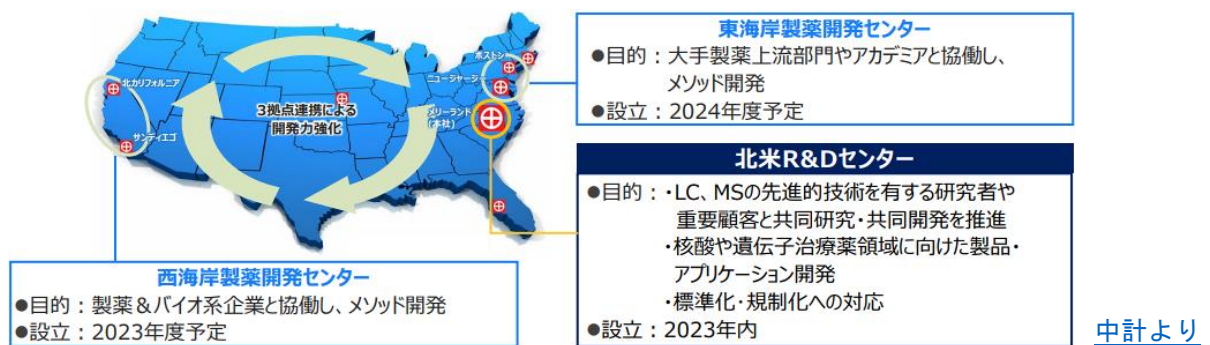 東海岸製薬開発センター
●目的：大手製薬上流部門やアカデミアと協働し、
メソッド開発
●設立：2024年度予定
ボストン
ニュージャージー
北カリフォルニア
3拠点連携による
開発力強化
メリーランド
(本社)
サンディエゴ
北米R&Dセンター
●目的：・LC、MSの先進的技術を有する研究者や
重要顧客と共同研究・共同開発を推進
・核酸や遺伝子治療薬領域に向けた製品・
アプリケーション開発
・標準化・規制化への対応
●設立：2023年内
西海岸製薬開発センター
●目的：製薬＆バイオ系企業と協働し、メソッド開発
●設立：2023年度予定
中計より